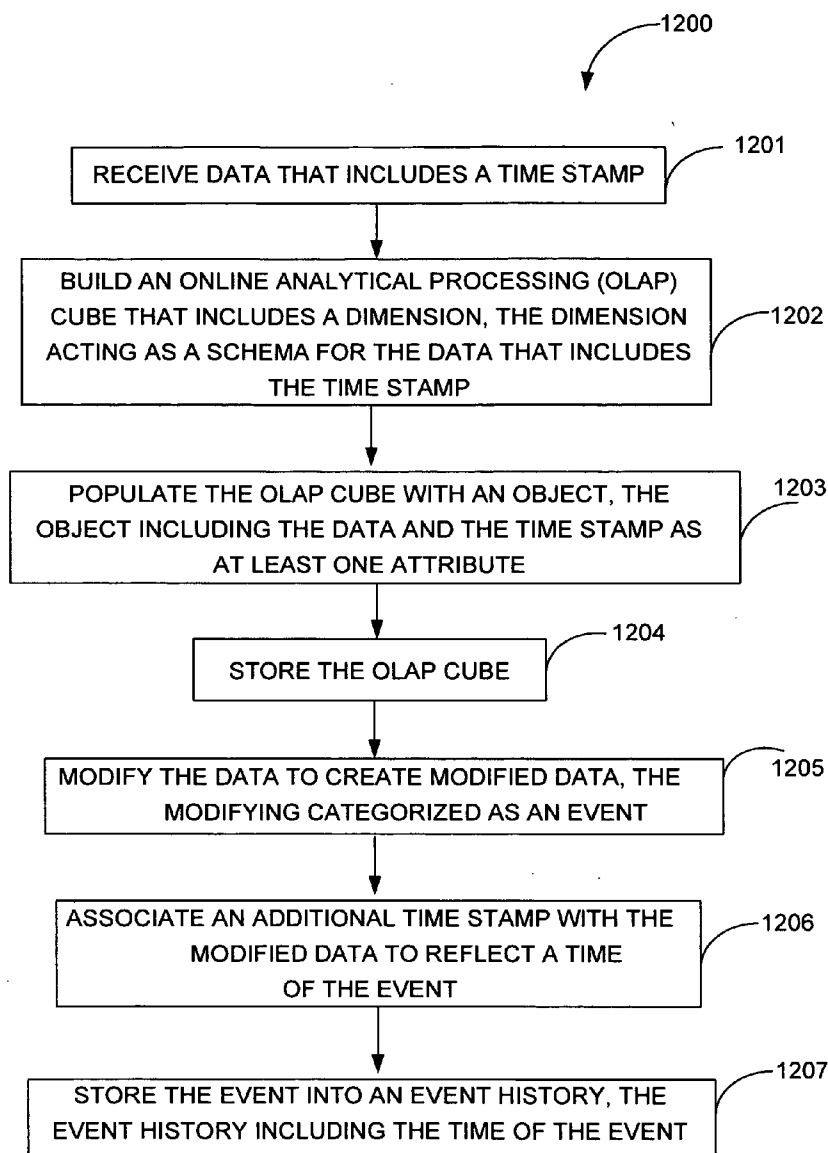 1200
1201
RECEIVE DATA THAT INCLUDES A TIME STAMP
BUILD AN ONLINE ANALYTICAL PROCESSING (OLAP)
CUBE THAT INCLUDES A DIMENSION, THE DIMENSION
ACTING AS A SCHEMA FOR THE DATA THAT INCLUDES
THE TIME STAMP
1202
POPULATE THE OLAP CUBE WITH AN OBJECT, THE
OBJECT INCLUDING THE DATA AND THE TIME STAMP AS
AT LEAST ONE ATTRIBUTE
1203
1204
STORE THE OLAP CUBE
MODIFY THE DATA TO CREATE MODIFIED DATA, THE
MODIFYING CATEGORIZED AS AN EVENT
1205
ASSOCIATE AN ADDITIONAL TIME STAMP WITH THE
MODIFIED DATA TO REFLECT A TIME
OF THE EVENT
1206
1207
STORE THE EVENT INTO AN EVENT HISTORY, THE
EVENT HISTORY INCLUDING THE TIME OF THE EVENT